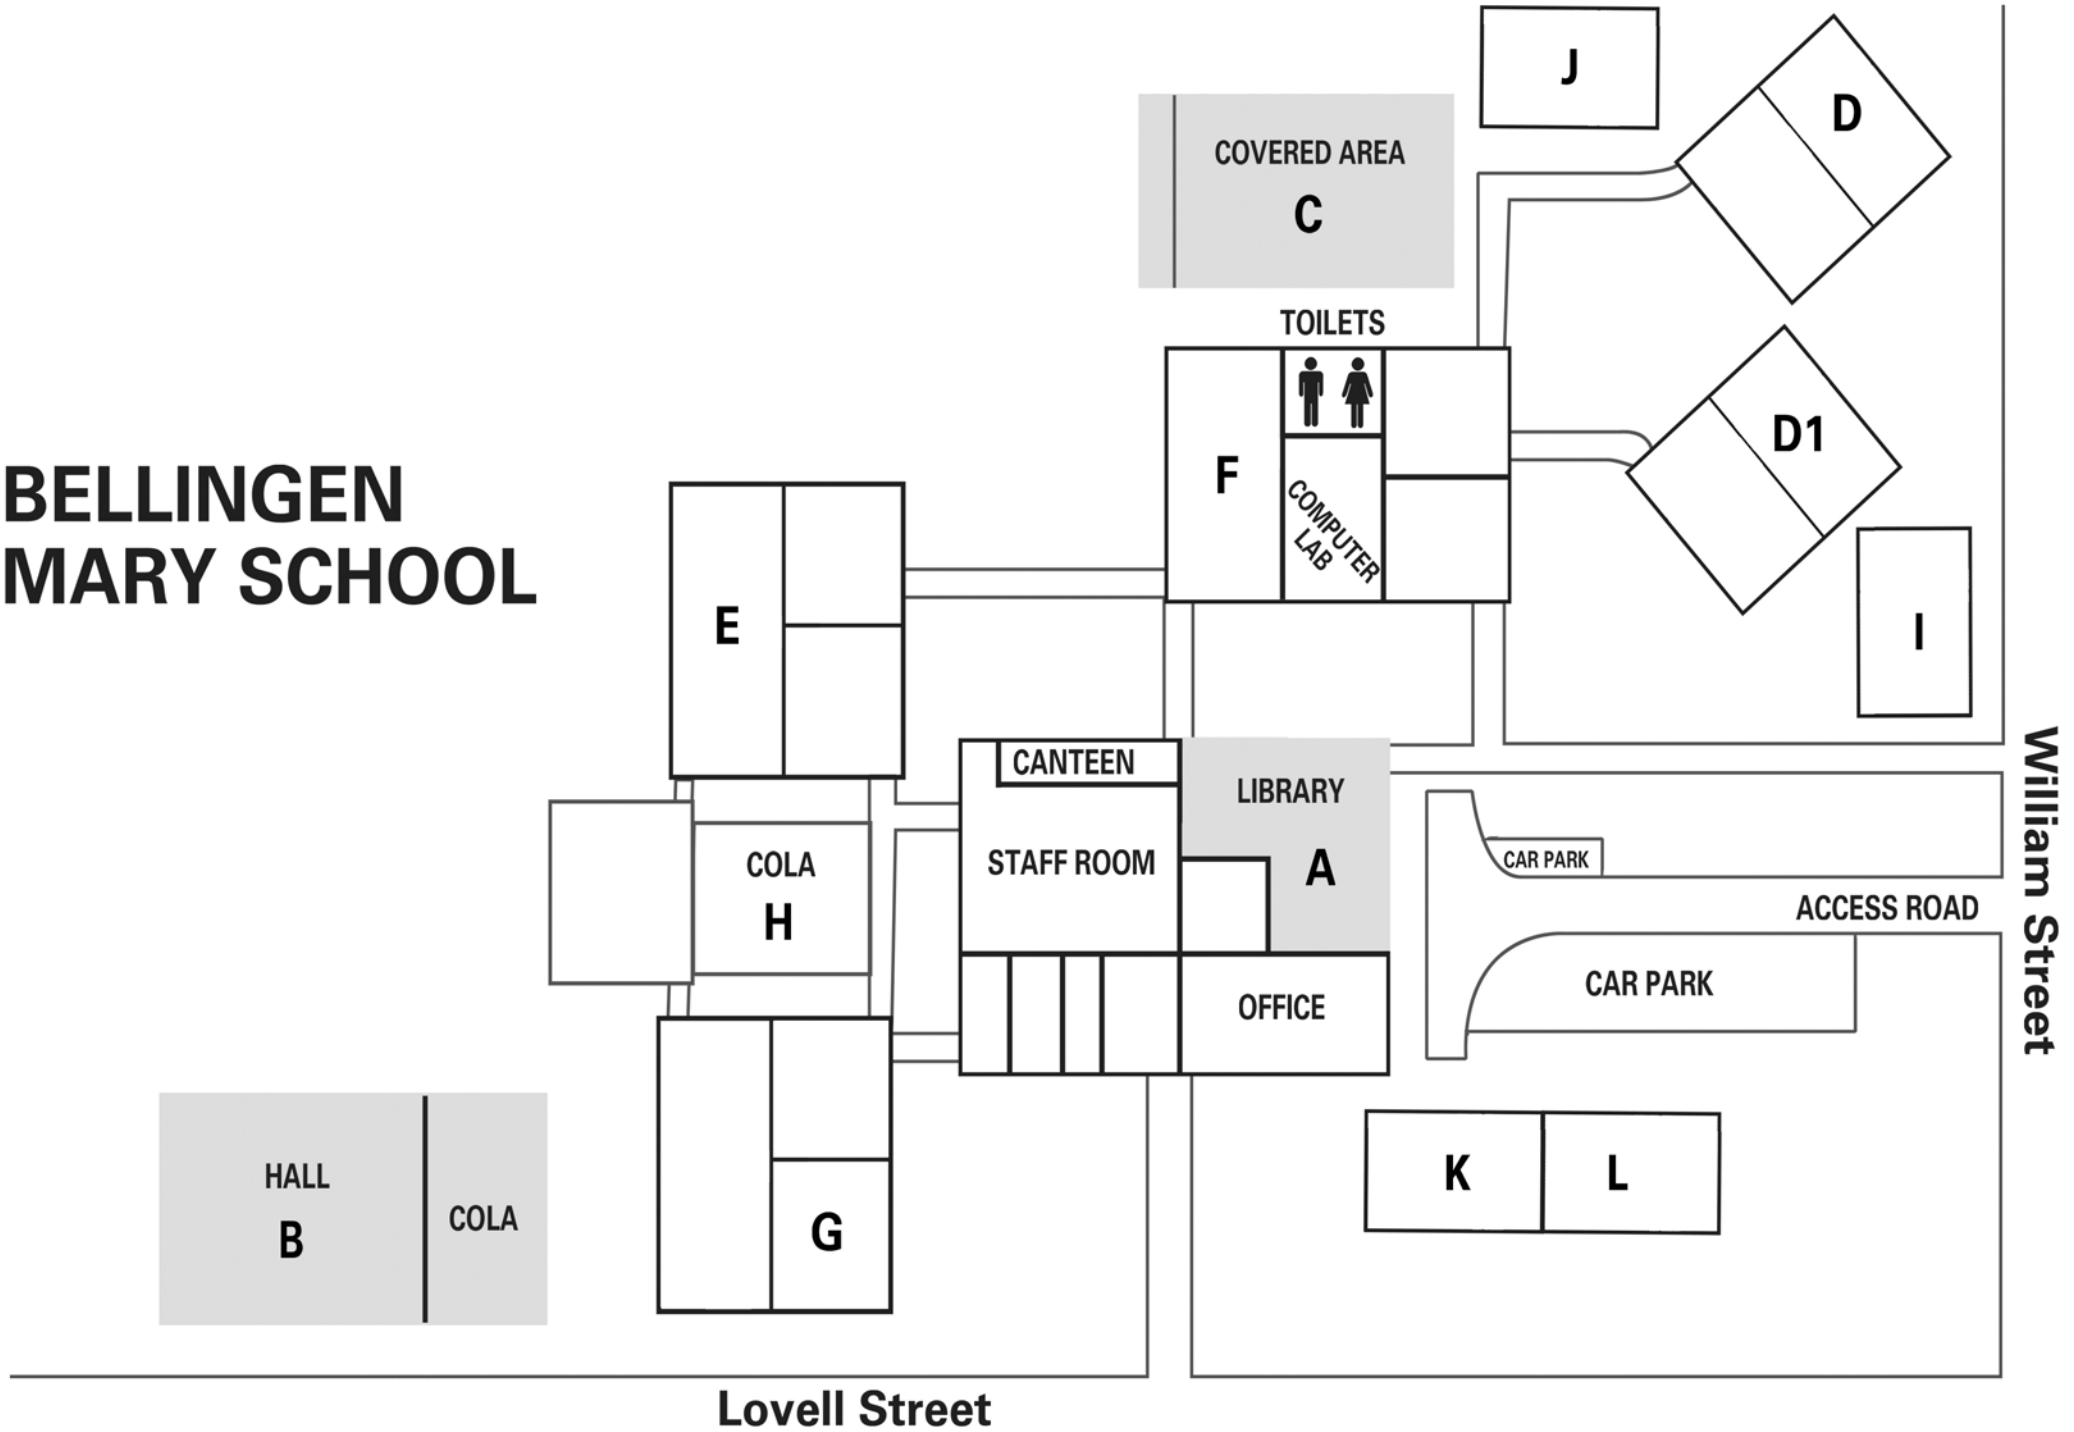 J
D
COVERED AREA
C
TOILETS
D1
F
COMPUTER
LAB
BELLINGEN
MARY SCHOOL
E
I
CANTEEN
LIBRARY
STAFF ROOM
A
CAR PARK
ACCESS ROAD
William Street
COLA
H
CAR PARK
OFFICE
HALL
B
COLA
G
K
L
Lovell Street